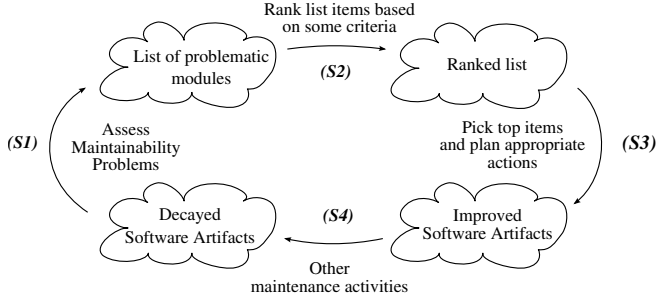 Rank list items based
on some criteria
List of problematic
modules
(S2)
Ranked list
(S1)
Assess
Maintainability
Problems
Pick top items
and plan appropriate
actions
(S3)
Decayed
Software Artifacts
(S4)
Improved
Software Artifacts
Other
maintenance activities